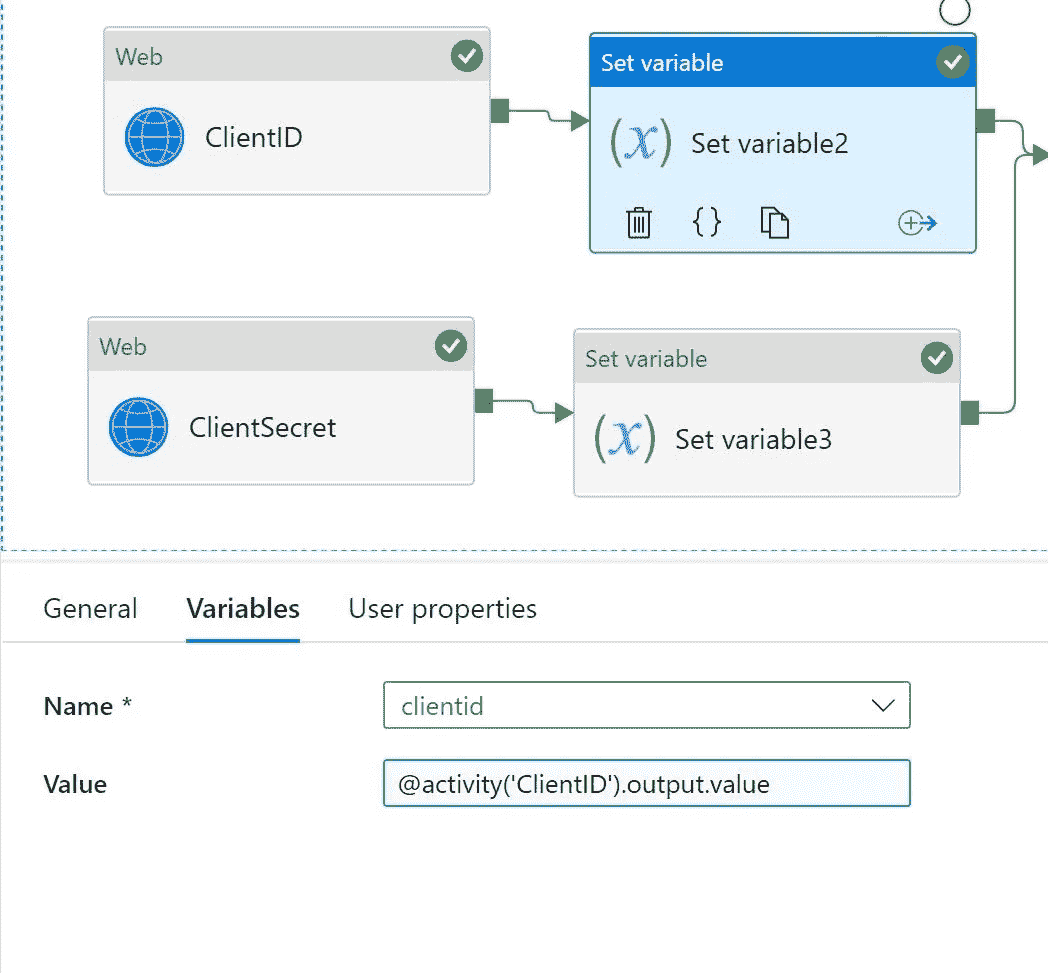 Web
ClientID
Set variable
(x) Set variable2
{}
Web
ClientSecret
Set variable
(x) Set variable3
General Variables User properties
Name * clientid
Value @activity('ClientID').output.value